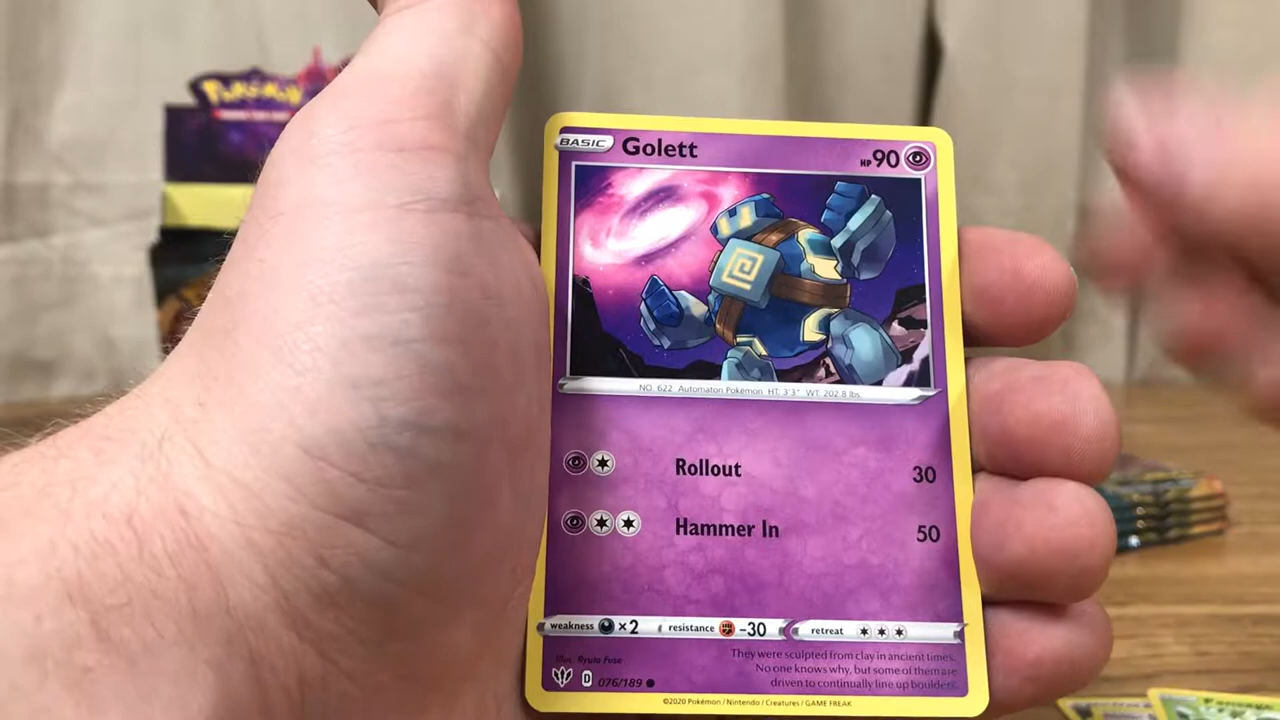 Pokémon
BASIC Golett HP 90
NO. 622 Automaton Pokémon HT. 3'3" WT. 202.8 lbs.
Rollout 30
Hammer In 50
weakness ×2 resistance -30 retreat
Illus. Ryuta Fuse
They were sculpted from clay in ancient times.
No one knows why, but some of them are
driven to continually line up boulders.
D 076/189
©2020 Pokémon / Nintendo / Creatures / GAME FREAK